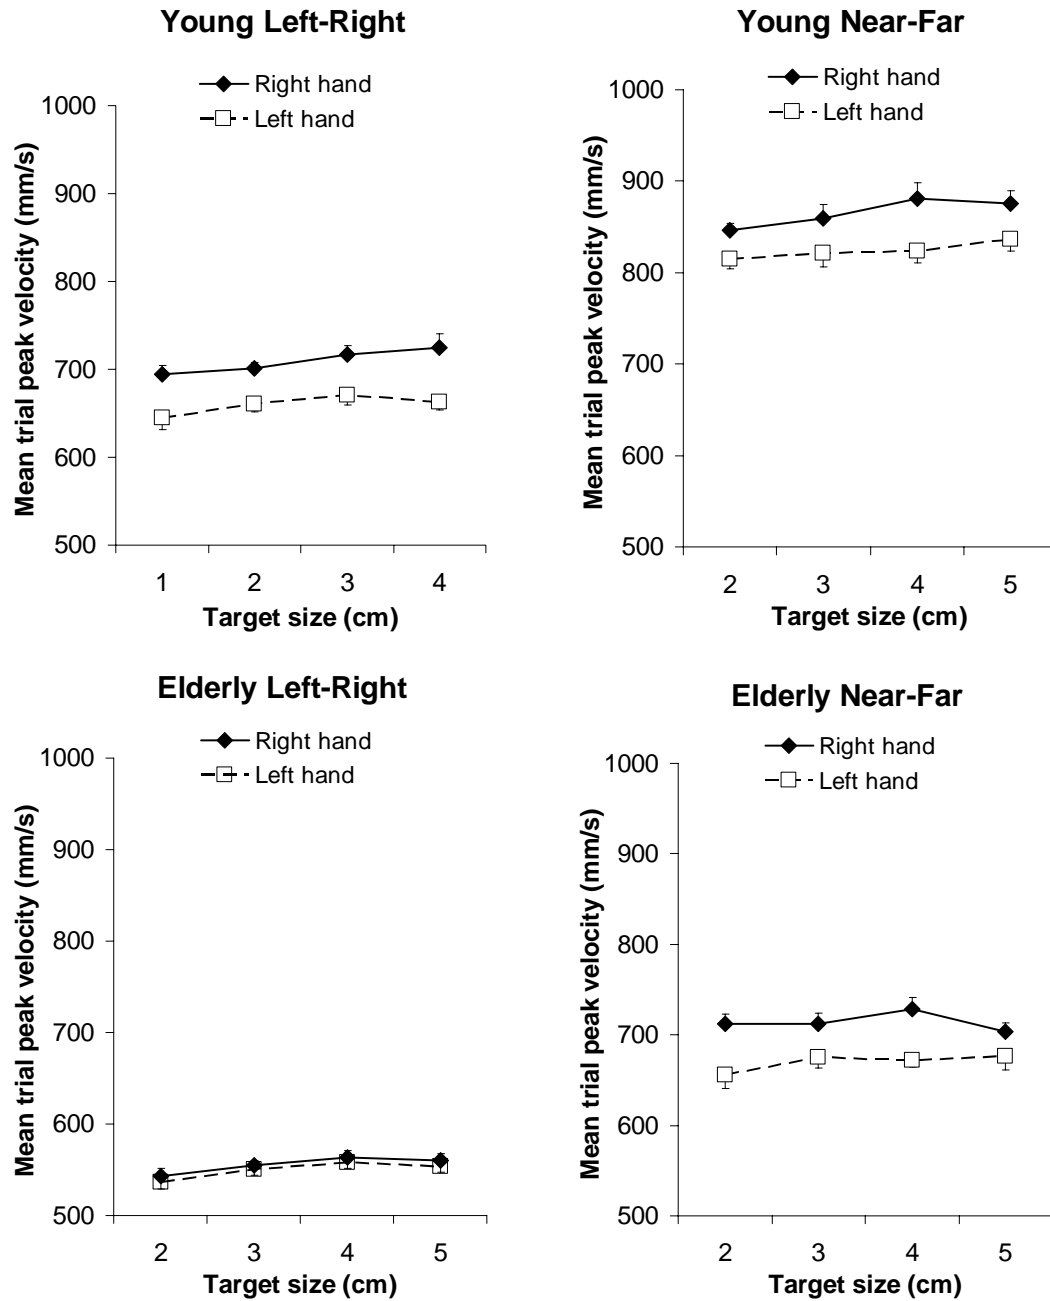 Young Left-Right
Right hand
Left hand
Mean trial peak velocity (mm/s)
1000
900
800
700
600
500
1 2 3 4
Target size (cm)
Young Near-Far
Right hand
Left hand
Mean trial peak velocity (mm/s)
1000
900
800
700
600
500
2 3 4 5
Target size (cm)
Elderly Left-Right
Right hand
Left hand
Mean trial peak velocity (mm/s)
1000
900
800
700
600
500
2 3 4 5
Target size (cm)
Elderly Near-Far
Right hand
Left hand
Mean trial peak velocity (mm/s)
1000
900
800
700
600
500
2 3 4 5
Target size (cm)